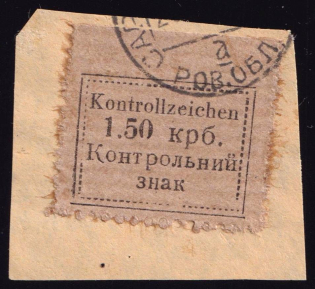 РОВ. ОБЛ.
Kontrollzeichen
1.50 крб.
Контрольний
знак